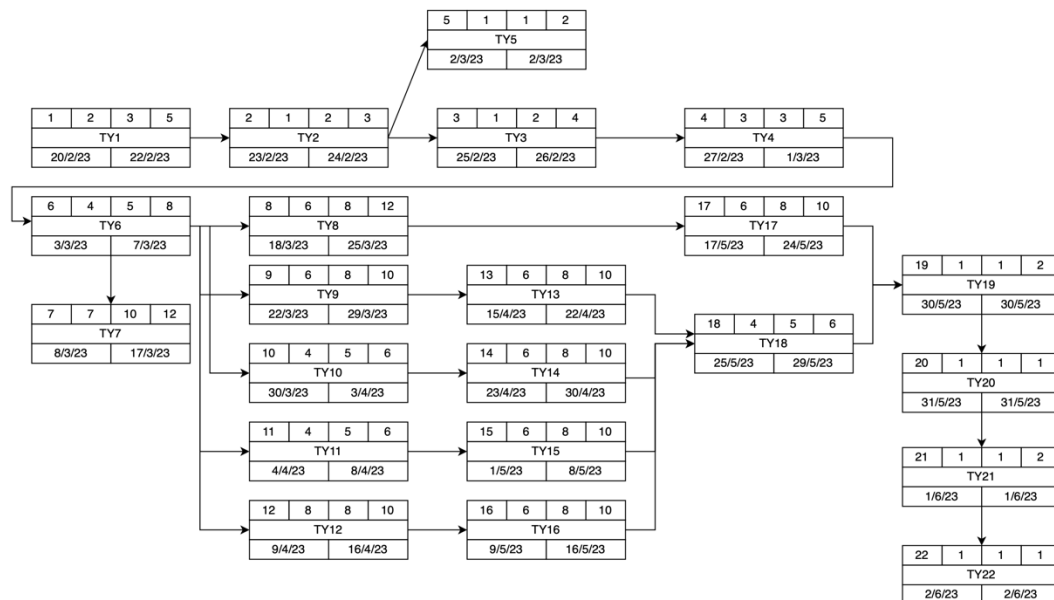 5 1 1 2
TY5
2/3/23 2/3/23
1 2 3 5
TY1
20/2/23 22/2/23
2 1 2 3
TY2
23/2/23 24/2/23
3 1 2 4
TY3
25/2/23 26/2/23
4 3 3 5
TY4
27/2/23 1/3/23
6 4 5 8
TY6
3/3/23 7/3/23
8 6 8 12
TY8
18/3/23 25/3/23
17 6 8 10
TY17
17/5/23 24/5/23
9 6 8 10
TY9
22/3/23 29/3/23
13 6 8 10
TY13
15/4/23 22/4/23
19 1 1 2
TY19
30/5/23 30/5/23
7 7 10 12
TY7
8/3/23 17/3/23
18 4 5 6
TY18
25/5/23 29/5/23
10 4 5 6
TY10
30/3/23 3/4/23
14 6 8 10
TY14
23/4/23 30/4/23
20 1 1 1
TY20
31/5/23 31/5/23
11 4 5 6
TY11
4/4/23 8/4/23
15 6 8 10
TY15
1/5/23 8/5/23
21 1 1 2
TY21
1/6/23 1/6/23
12 8 8 10
TY12
9/4/23 16/4/23
16 6 8 10
TY16
9/5/23 16/5/23
22 1 1 1
TY22
2/6/23 2/6/23